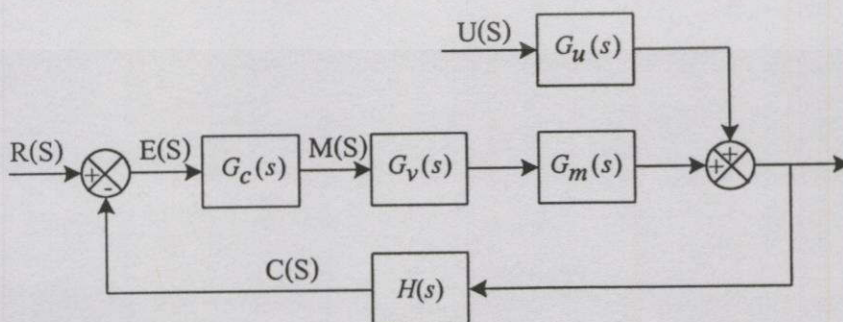 U(S)
G_u(s)
R(S)
+
-
E(S)
G_c(s)
M(S)
G_v(s)
G_m(s)
+
+
C(S)
H(s)